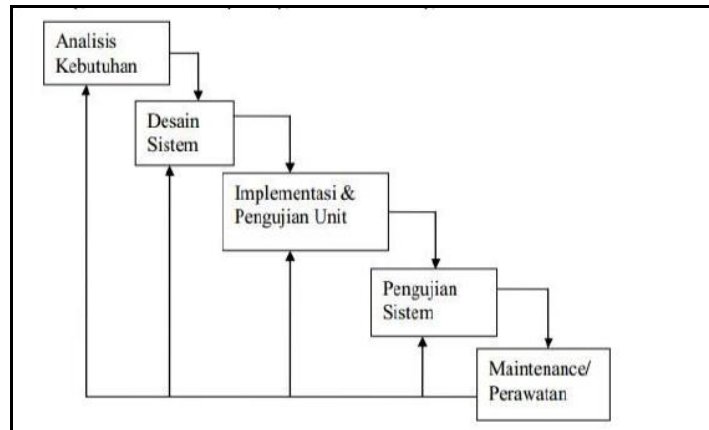 Analisis
Kebutuhan
Desain
Sistem
Implementasi &
Pengujian Unit
Pengujian
Sistem
Maintenance/
Perawatan